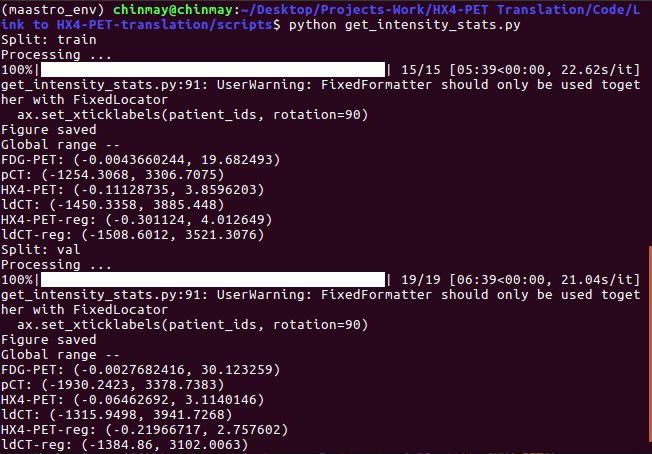 (maastro_env) chinmay@chinmay:~/Desktop/Projects-Work/HX4-PET Translation/Code/L
ink to HX4-PET-translation/scripts$ python get_intensity_stats.py
Split: train
Processing ...
100%|██████████| 15/15 [05:39<00:00, 22.62s/it]
get_intensity_stats.py:91: UserWarning: FixedFormatter should only be used toget
her with FixedLocator
  ax.set_xticklabels(patient_ids, rotation=90)
Figure saved
Global range --
FDG-PET: (-0.0043660244, 19.682493)
pCT: (-1254.3068, 3306.7075)
HX4-PET: (-0.11128735, 3.8596203)
ldCT: (-1450.3358, 3885.448)
HX4-PET-reg: (-0.301124, 4.012649)
ldCT-reg: (-1508.6012, 3521.3076)
Split: val
Processing ...
100%|██████████| 19/19 [06:39<00:00, 21.04s/it]
get_intensity_stats.py:91: UserWarning: FixedFormatter should only be used toget
her with FixedLocator
  ax.set_xticklabels(patient_ids, rotation=90)
Figure saved
Global range --
FDG-PET: (-0.0027682416, 30.123259)
pCT: (-1930.2423, 3378.7383)
HX4-PET: (-0.06462692, 3.1140146)
ldCT: (-1315.9498, 3941.7268)
HX4-PET-reg: (-0.21966717, 2.757602)
ldCT-reg: (-1384.86, 3102.0063)